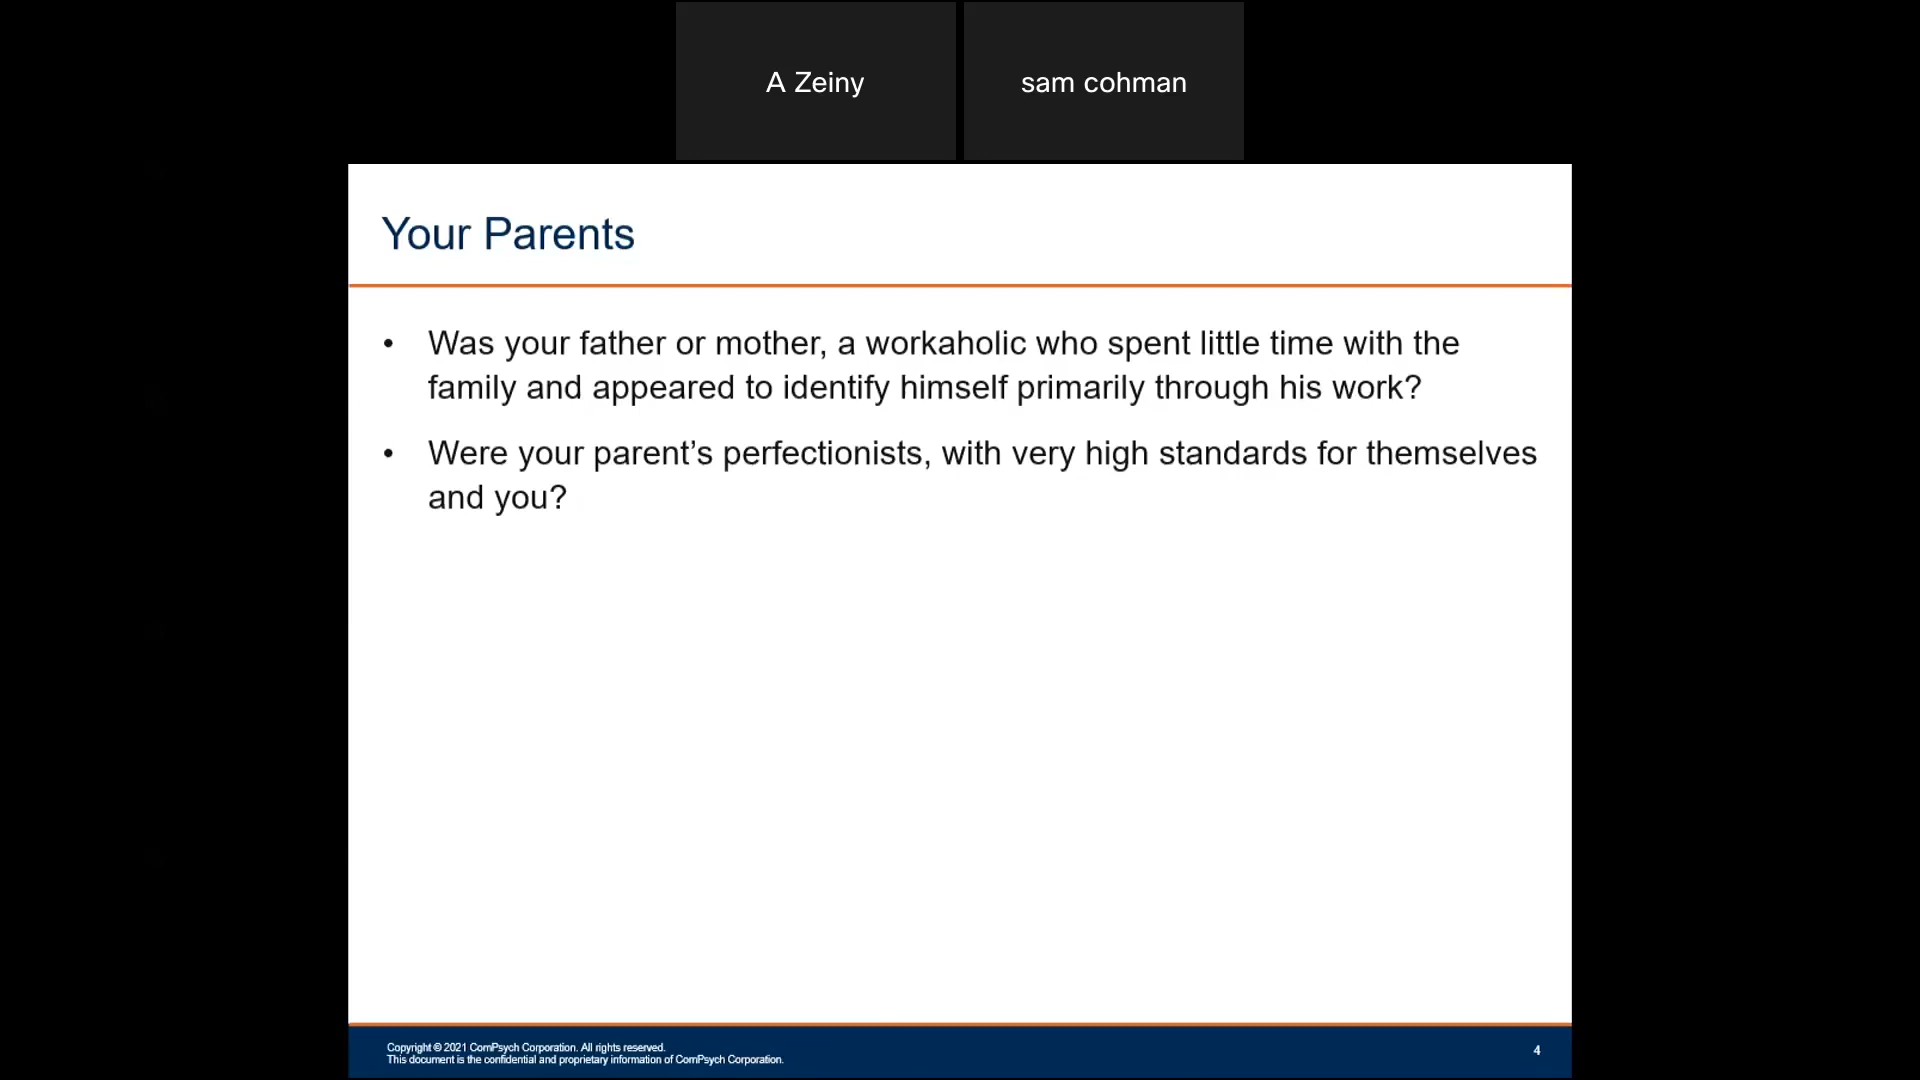 A Zeiny
sam cohman
Your Parents
• Was your father or mother, a workaholic who spent little time with the
family and appeared to identify himself primarily through his work?
• Were your parent’s perfectionists, with very high standards for themselves
and you?
Copyright © 2021 ComPsych Corporation. All rights reserved.
This document is the confidential and proprietary information of ComPsych Corporation.
4